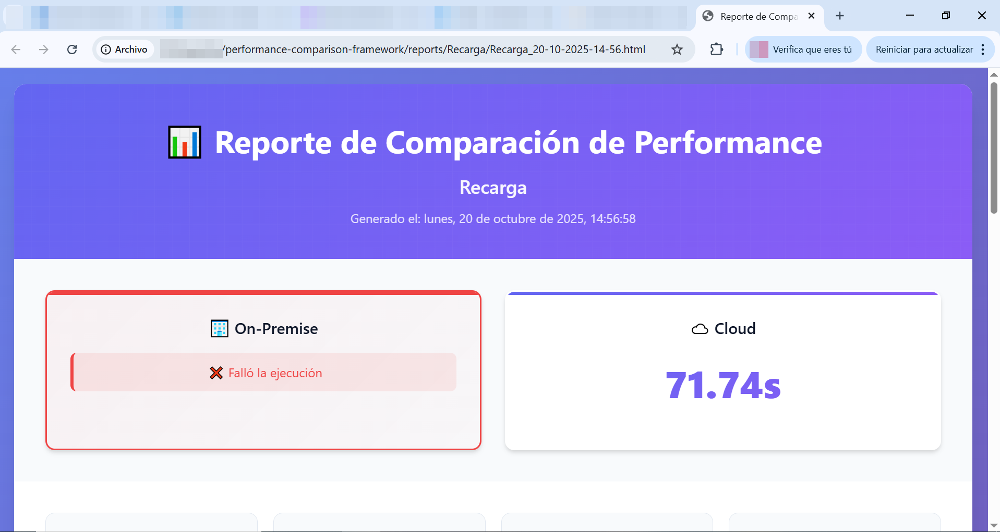 Reporte de Compa
Archivo
/performance-comparison-framework/reports/Recarga/Recarga_20-10-2025-14-56.html
Verifica que eres tú
Reiniciar para actualizar
Reporte de Comparación de Performance
Recarga
Generado el: lunes, 20 de octubre de 2025, 14:56:58
On-Premise
Falló la ejecución
Cloud
71.74s